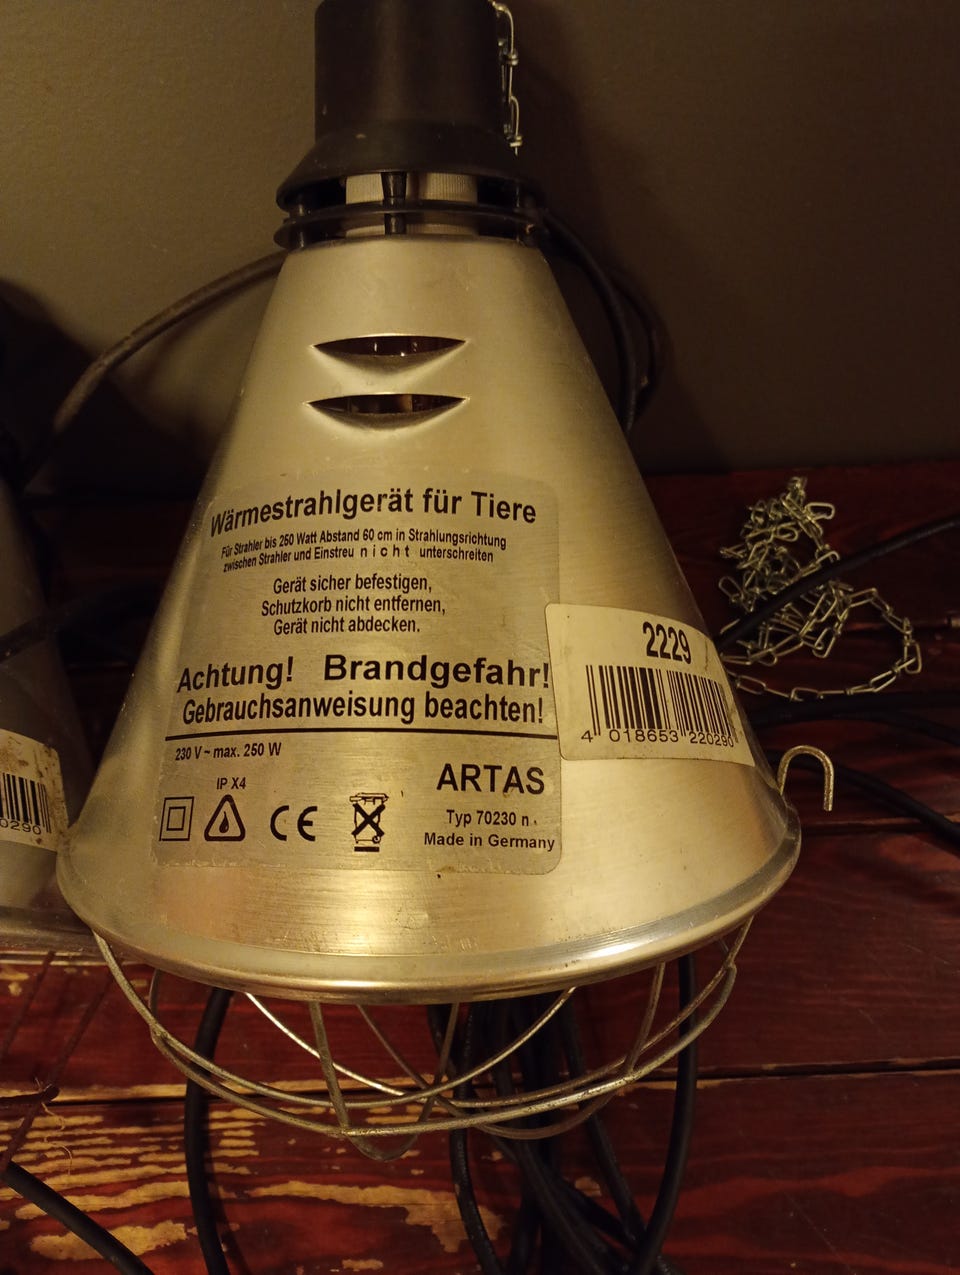 Wärmestrahlgerät für Tiere
Für Strahler bis 250 Watt Abstand 60 cm in Strahlungsrichtung
zwischen Strahler und Einstreu n i c h t unterschreiten
Gerät sicher befestigen,
Schutzkorb nicht entfernen,
Gerät nicht abdecken.
Achtung! Brandgefahr!
Gebrauchsanweisung beachten!
230 V ~ max. 250 W
IP X4
CE
ARTAS
Typ 70230 n.
Made in Germany
2229
4 018653 220290
0290